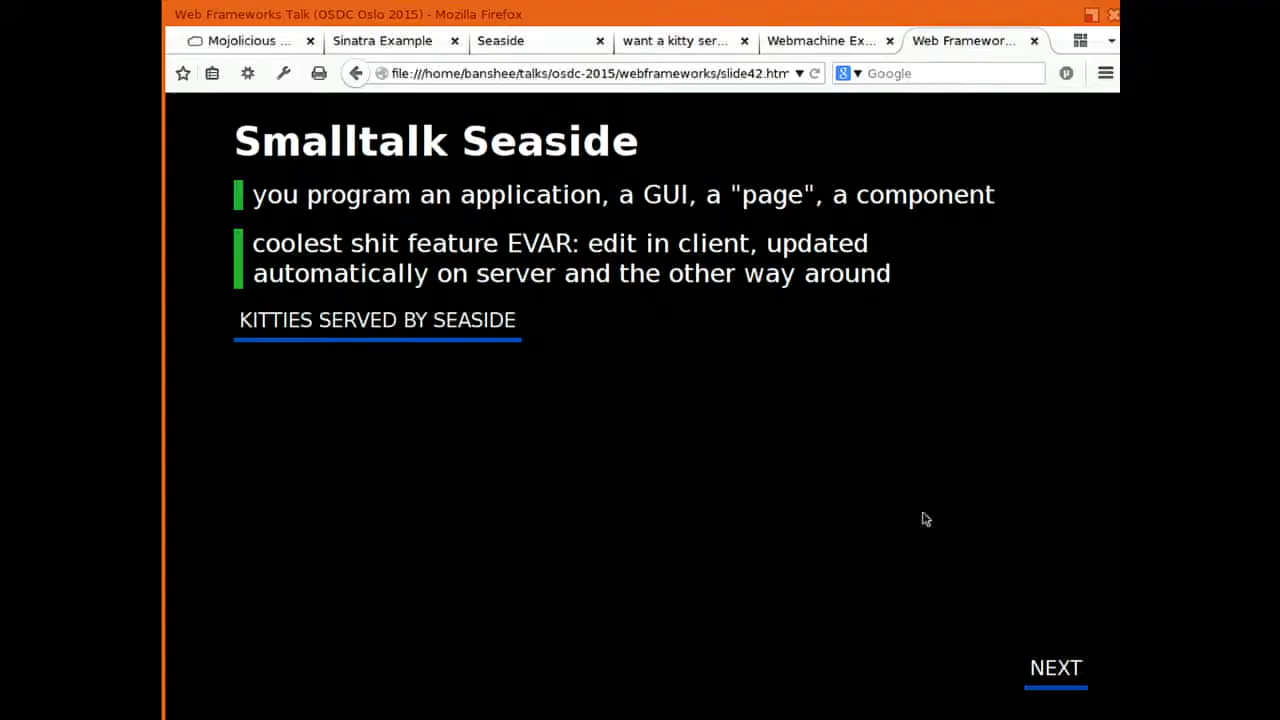 Web Frameworks Talk (OSDC Oslo 2015) - Mozilla Firefox
Mojolicious ... Sinatra Example Seaside want a kitty ser... Webmachine Ex... Web Framewor...
file:///home/banshee/talks/osdc-2015/webframeworks/slide42.htm Google
Smalltalk Seaside
you program an application, a GUI, a "page", a component
coolest shit feature EVAR: edit in client, updated
automatically on server and the other way around
KITTIES SERVED BY SEASIDE
NEXT